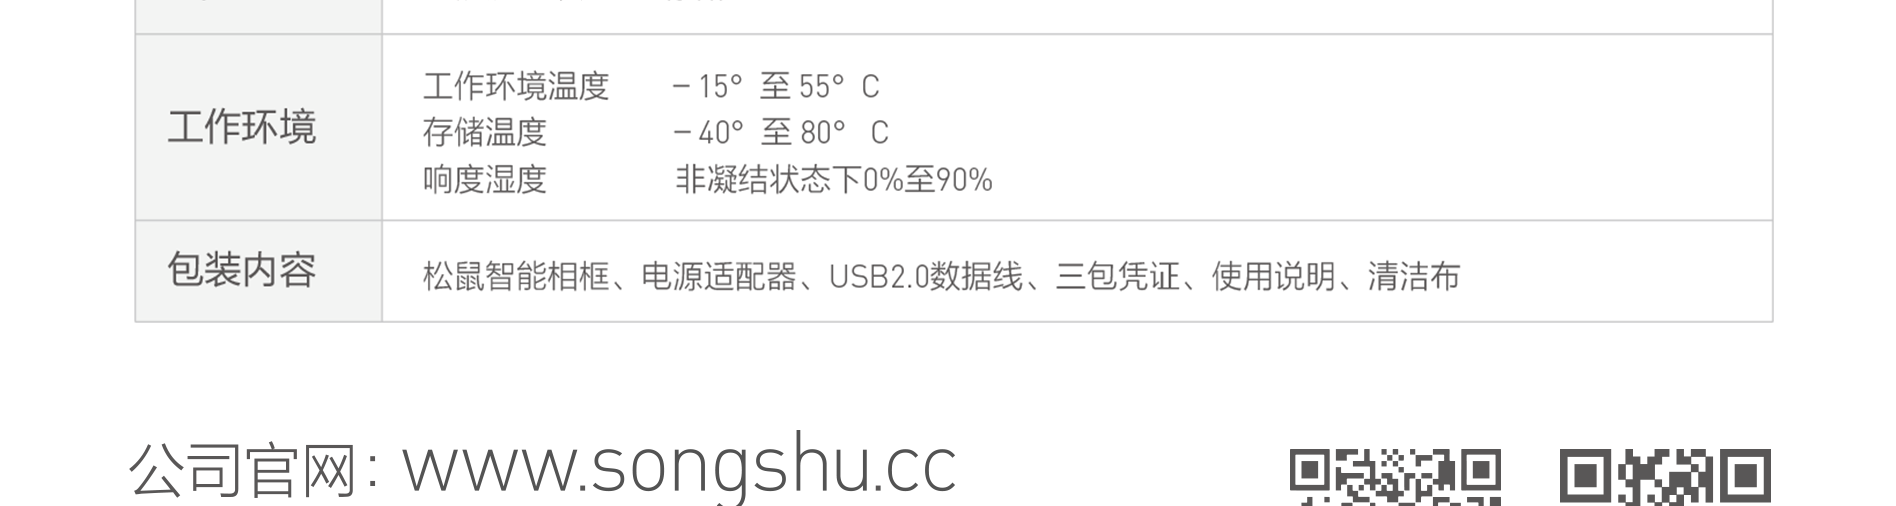 工作环境
工作环境温度 －15° 至 55° C
存储温度 －40° 至 80° C
响度湿度 非凝结状态下0%至90%
包装内容
松鼠智能相框、电源适配器、USB2.0数据线、三包凭证、使用说明、清洁布
公司官网：www.songshu.cc